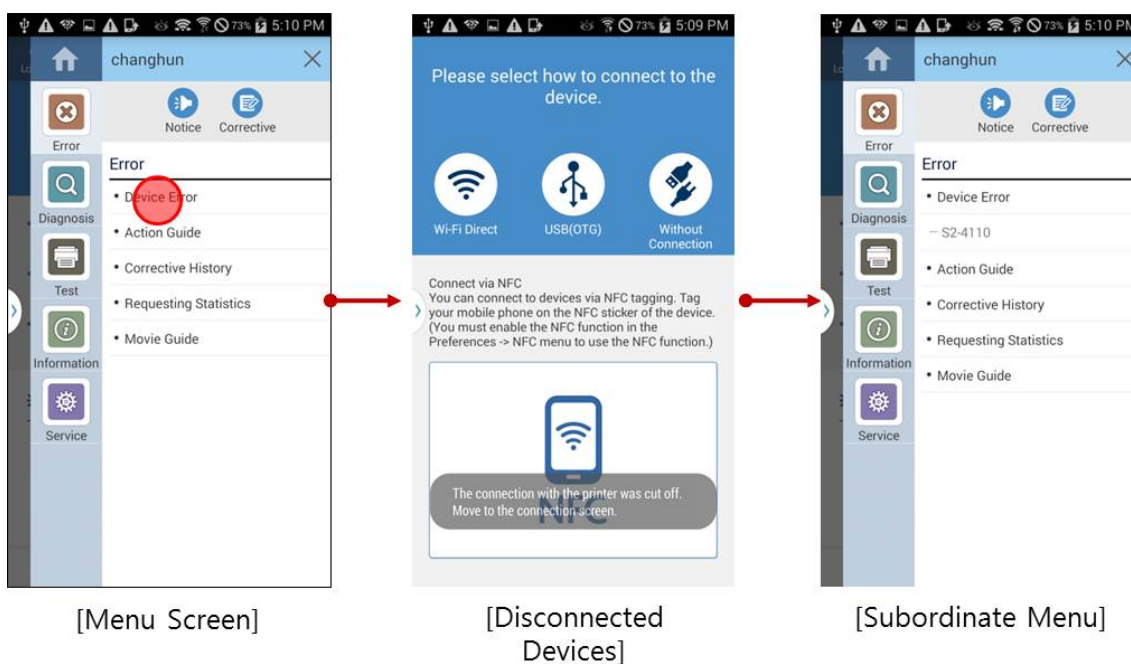 73% 5:10 PM
changhun
Notice Corrective
Error
Diagnosis
Test
Information
Service
Error
• Device Error
• Action Guide
• Corrective History
• Requesting Statistics
• Movie Guide
[Menu Screen]
73% 5:09 PM
Please select how to connect to the
device.
Wi-Fi Direct USB(OTG) Without
Connection
Connect via NFC
You can connect to devices via NFC tagging. Tag
your mobile phone on the NFC sticker of the device.
(You must enable the NFC function in the
Preferences -> NFC menu to use the NFC function.)
The connection with the printer was cut off.
Move to the connection screen.
NFC
[Disconnected
Devices]
73% 5:10 PM
changhun
Notice Corrective
Error
Diagnosis
Test
Information
Service
Error
• Device Error
– S2-4110
• Action Guide
• Corrective History
• Requesting Statistics
• Movie Guide
[Subordinate Menu]